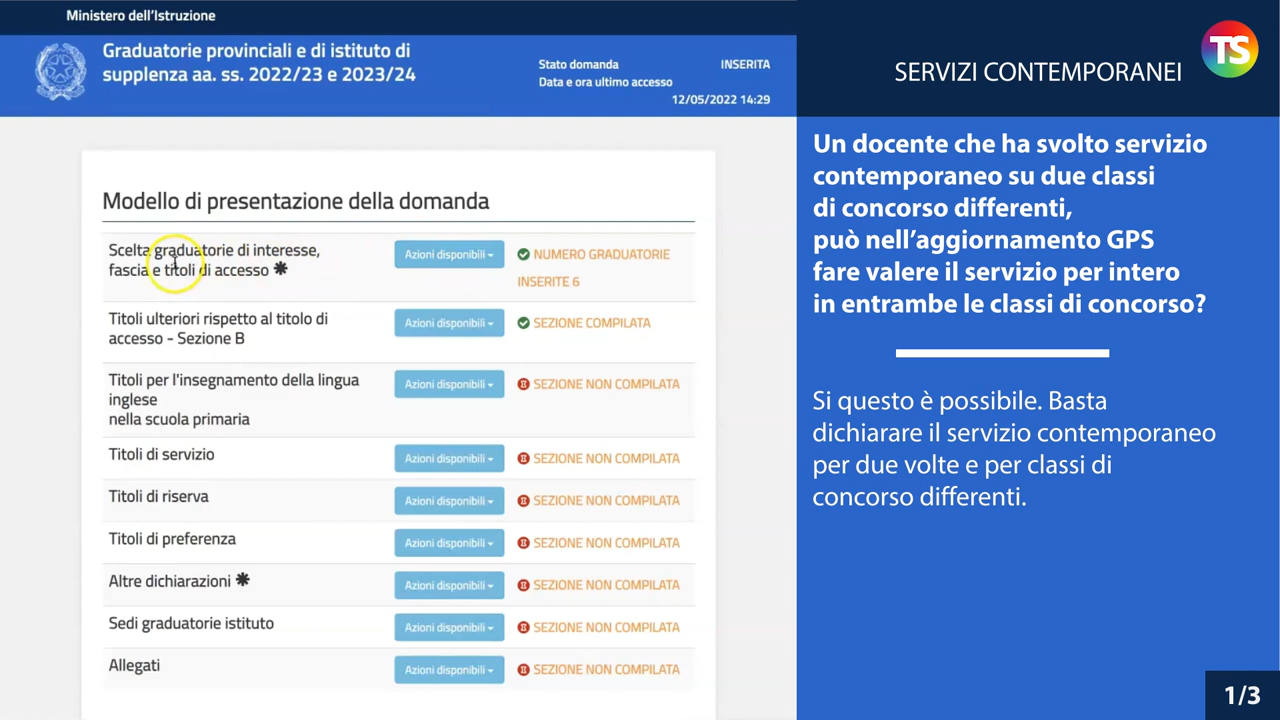 Ministero dell'Istruzione
Graduatorie provinciali e di istituto di
supplenza aa. ss. 2022/23 e 2023/24
Stato domanda INSERITA
Data e ora ultimo accesso
12/05/2022 14:29
Modello di presentazione della domanda
Scelta graduatorie di interesse,
fascia e titoli di accesso ✱
Azioni disponibili
NUMERO GRADUATORIE
INSERITE 6
Titoli ulteriori rispetto al titolo di
accesso - Sezione B
Azioni disponibili
SEZIONE COMPILATA
Titoli per l'insegnamento della lingua
inglese
nella scuola primaria
Azioni disponibili
SEZIONE NON COMPILATA
Titoli di servizio
Azioni disponibili
SEZIONE NON COMPILATA
Titoli di riserva
Azioni disponibili
SEZIONE NON COMPILATA
Titoli di preferenza
Azioni disponibili
SEZIONE NON COMPILATA
Altre dichiarazioni ✱
Azioni disponibili
SEZIONE NON COMPILATA
Sedi graduatorie istituto
Azioni disponibili
SEZIONE NON COMPILATA
Allegati
Azioni disponibili
SEZIONE NON COMPILATA
SERVIZI CONTEMPORANEI
TS
Un docente che ha svolto servizio
contemporaneo su due classi
di concorso differenti,
può nell'aggiornamento GPS
fare valere il servizio per intero
in entrambe le classi di concorso?
Si questo è possibile. Basta
dichiarare il servizio contemporaneo
per due volte e per classi di
concorso differenti.
1/3